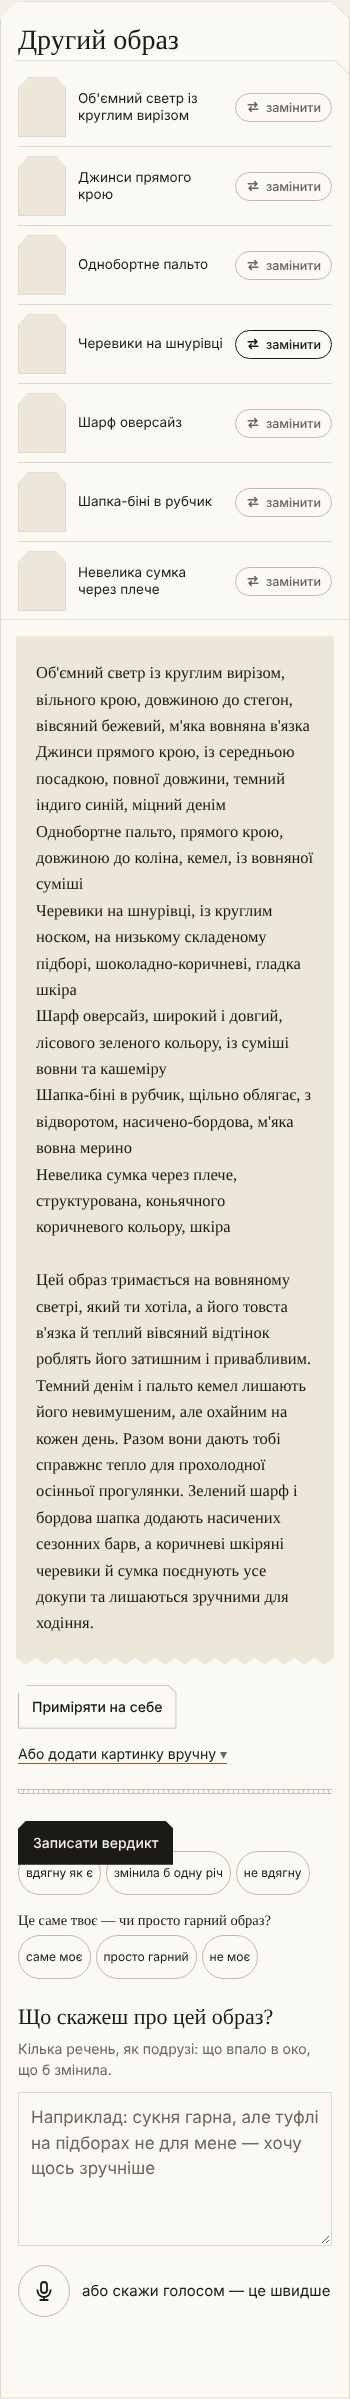 Другий образ
Об'ємний светр із
круглим вирізом
замінити
Джинси прямого
крою
замінити
Однобортне пальто
замінити
Черевики на шнурівці
замінити
Шарф оверсайз
замінити
Шапка-біні в рубчик
замінити
Невелика сумка
через плече
замінити
Об'ємний светр із круглим вирізом,
вільного крою, довжиною до стегон,
вівсяний бежевий, м'яка вовняна в'язка
Джинси прямого крою, із середньою
посадкою, повної довжини, темний
індиго синій, міцний денім
Однобортне пальто, прямого крою,
довжиною до коліна, кемел, із вовняної
суміші
Черевики на шнурівці, із круглим
носком, на низькому складеному
підборі, шоколадно-коричневі, гладка
шкіра
Шарф оверсайз, широкий і довгий,
лісового зеленого кольору, із суміші
вовни та кашеміру
Шапка-біні в рубчик, щільно облягає, з
відворотом, насичено-бордова, м'яка
вовна мерино
Невелика сумка через плече,
структурована, коньячного
коричневого кольору, шкіра
Цей образ тримається на вовняному
светрі, який ти хотіла, а його товста
в'язка й теплий вівсяний відтінок
роблять його затишним і привабливим.
Темний денім і пальто кемел лишають
його невимушеним, але охайним на
кожен день. Разом вони дають тобі
справжнє тепло для прохолодної
осінньої прогулянки. Зелений шарф і
бордова шапка додають насичених
сезонних барв, а коричневі шкіряні
черевики й сумка поєднують усе
докупи та лишаються зручними для
ходіння.
Приміряти на себе
Або додати картинку вручну ▾
Записати вердикт
вдягну як є
змінила б одну річ
не вдягну
Це саме твоє — чи просто гарний образ?
саме моє
просто гарний
не моє
Що скажеш про цей образ?
Кілька речень, як подрузі: що впало в око,
що б змінила.
Наприклад: сукня гарна, але туфлі
на підборах не для мене — хочу
щось зручніше
або скажи голосом — це швидше